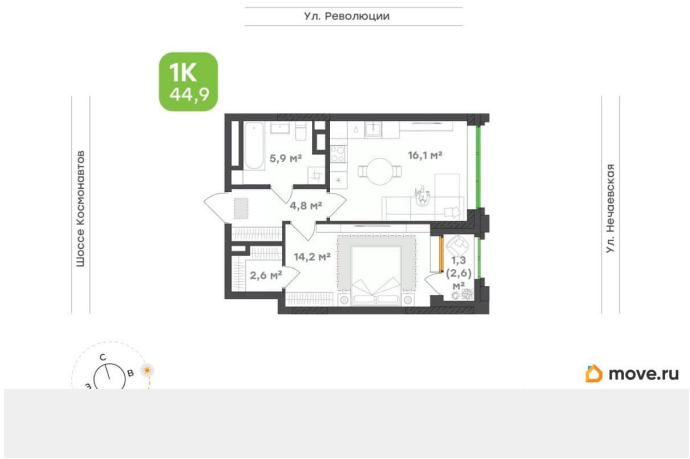 Ул. Революции
1К
44,9
Шоссе Космонавтов
5,9 м²
16,1 м²
4,8 м²
Ул. Нечаевская
14,2 м²
2,6 м²
1,3
(2,6)
м²
С
В
З
move.ru